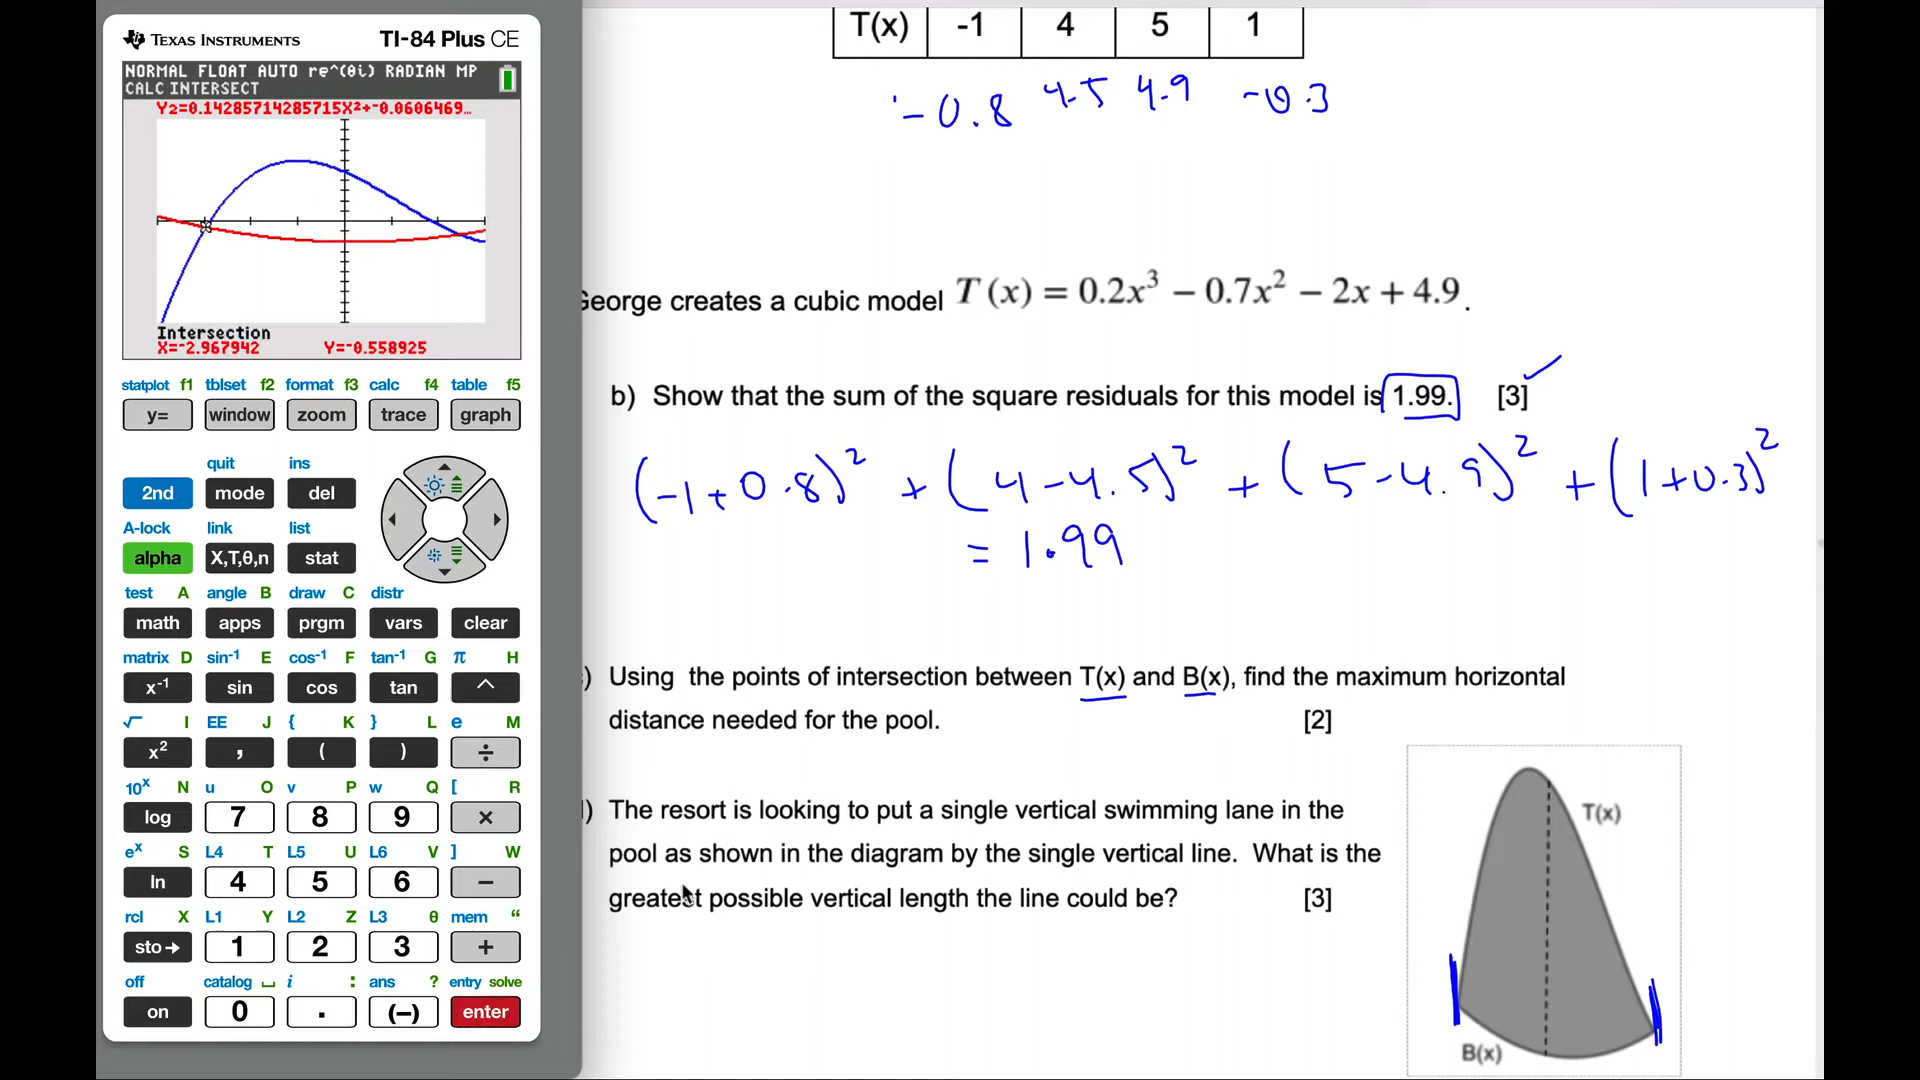 TEXAS INSTRUMENTS TI-84 Plus CE
NORMAL FLOAT AUTO re^(θi) RADIAN MP
CALC INTERSECT
Y2=0.14285714285715X²+-0.0606469…
Intersection
X=-2.967942 Y=-0.558925
statplot f1 tblset f2 format f3 calc f4 table f5
y= window zoom trace graph
quit ins
2nd mode del
A-lock link list
alpha X,T,θ,n stat
test A angle B draw C distr
math apps prgm vars clear
matrix D sin-1 E cos-1 F tan-1 G π H
x-1 sin cos tan ^
√ I EE J { K } L e M
x² , ( ) ÷
10x N u O v P w Q [ R
log 7 8 9 ×
ex S L4 T L5 U L6 V ] W
ln 4 5 6 −
rcl X L1 Y L2 Z L3 θ mem “
sto→ 1 2 3 +
off catalog ␣ i : ans ? entry solve
on 0 . (−) enter
T(x) -1 4 5 1
-0.8 4.5 4.9 -0.3
George creates a cubic model T(x) = 0.2x³ − 0.7x² − 2x + 4.9.
b) Show that the sum of the square residuals for this model is 1.99. [3]
(-1+0.8)² + (4-4.5)² + (5-4.9)² + (1+0.3)²
= 1.99
) Using the points of intersection between T(x) and B(x), find the maximum horizontal
distance needed for the pool. [2]
) The resort is looking to put a single vertical swimming lane in the
pool as shown in the diagram by the single vertical line. What is the
greatest possible vertical length the line could be? [3]
T(x)
B(x)